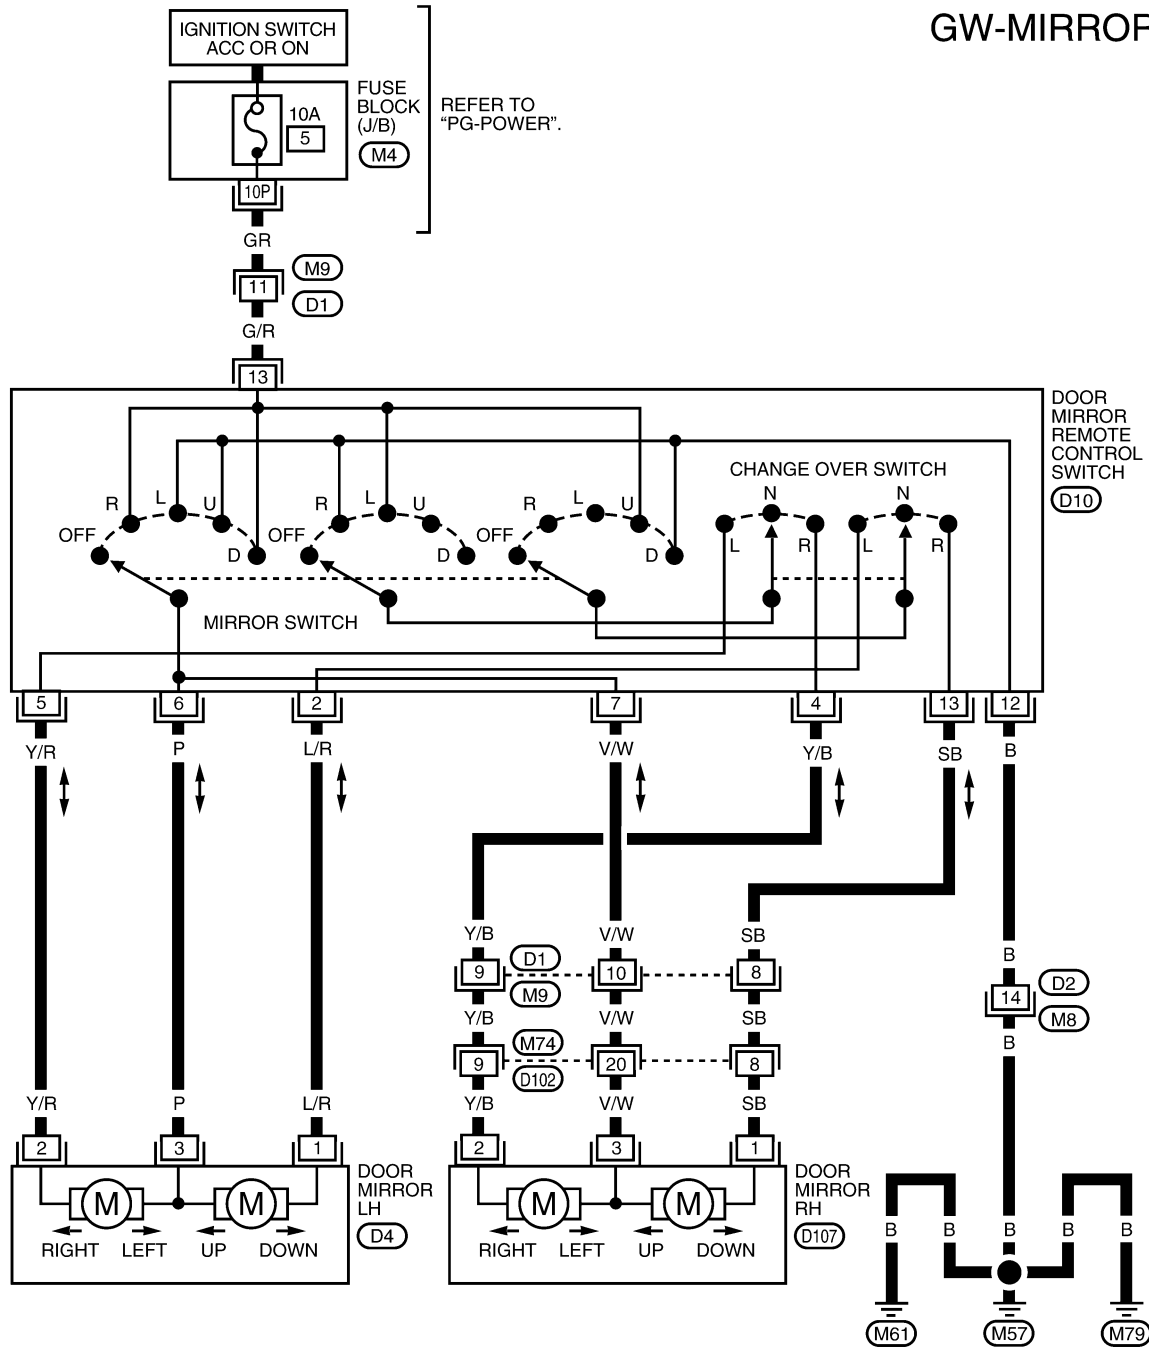 GW-MIRROR
IGNITION SWITCH
ACC OR ON
FUSE
BLOCK
(J/B)
M4
10A
5
REFER TO
“PG-POWER”.
10P
GR
M9
11
D1
G/R
13
DOOR
MIRROR
REMOTE
CONTROL
SWITCH
D10
CHANGE OVER SWITCH
OFF
R
L
U
D
OFF
R
L
U
D
OFF
R
L
U
D
L
N
R
L
N
R
MIRROR SWITCH
5
6
2
7
4
13
12
Y/R
P
L/R
V/W
Y/B
SB
B
Y/B
V/W
SB
B
9
D1
M9
10
8
14
D2
M8
Y/B
V/W
SB
B
9
M74
D102
20
8
Y/R
P
L/R
Y/B
V/W
SB
2
3
1
2
3
1
DOOR
MIRROR
LH
D4
M
M
RIGHT
LEFT
UP
DOWN
DOOR
MIRROR
RH
D107
M
M
RIGHT
LEFT
UP
DOWN
B
B
B
B
B
M61
M57
M79